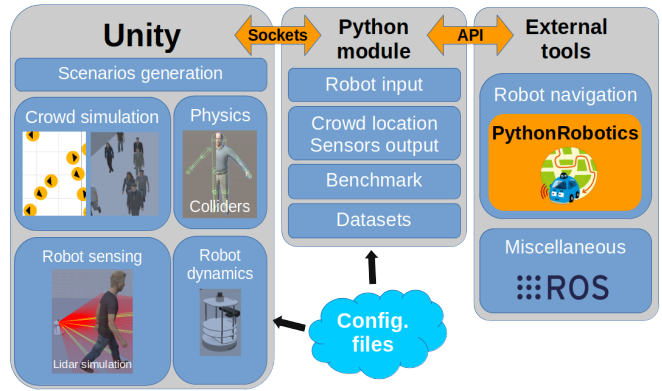 Unity
Sockets
Python
module
API
External
tools
Scenarios generation
Crowd simulation
Physics
Colliders
Robot sensing
Lidar simulation
Robot
dynamics
Robot input
Crowd location
Sensors output
Benchmark
Datasets
Robot navigation
PythonRobotics
Miscellaneous
ROS
Config.
files